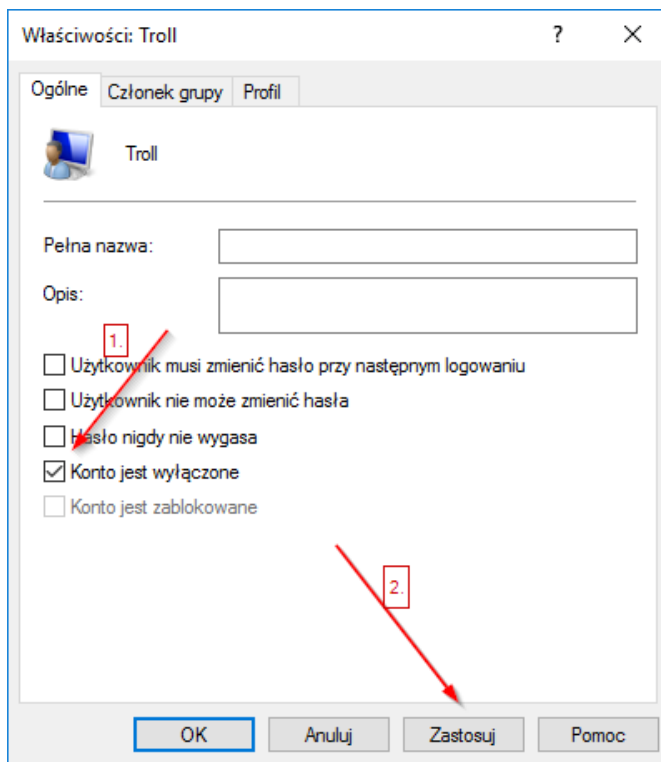 Właściwości: Troll
Ogólne Członek grupy Profil
Troll
Pełna nazwa:
Opis:
1.
Użytkownik musi zmienić hasło przy następnym logowaniu
Użytkownik nie może zmienić hasła
Hasło nigdy nie wygasa
Konto jest wyłączone
Konto jest zablokowane
2.
OK Anuluj Zastosuj Pomoc